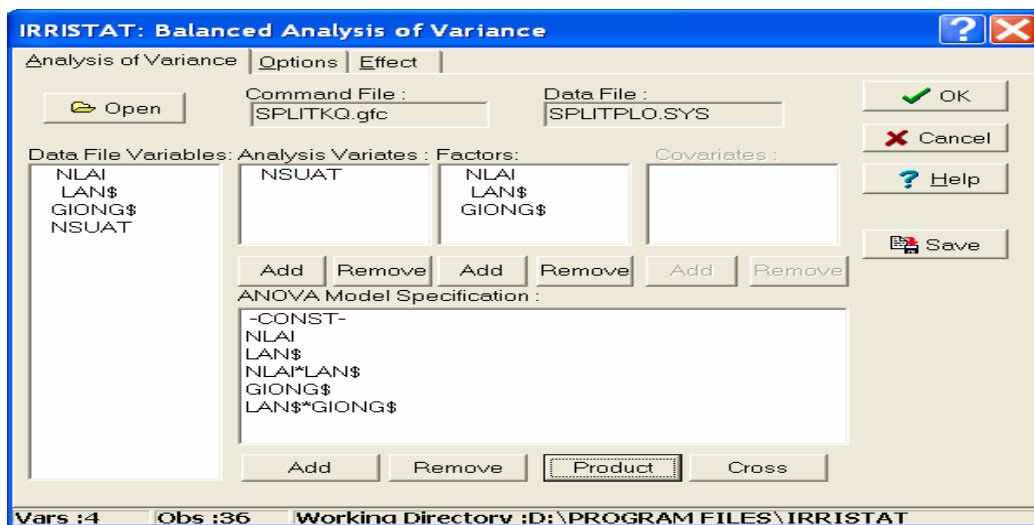 IRRISTAT: Balanced Analysis of Variance
Analysis of Variance Options Effect
Open
Command File :
SPLITKQ.gfc
Data File :
SPLITPLO.SYS
OK
Cancel
Help
Save
Data File Variables:
NLAI
LAN$
GIONG$
NSUAT
Analysis Variates :
NSUAT
Factors:
NLAI
LAN$
GIONG$
Covariates :
Add Remove Add Remove Add Remove
ANOVA Model Specification :
-CONST-
NLAI
LAN$
NLAI*LAN$
GIONG$
LAN$*GIONG$
Add Remove Product Cross
Vars :4 Obs :36 Working Directory :D:\PROGRAM FILES\IRRISTAT